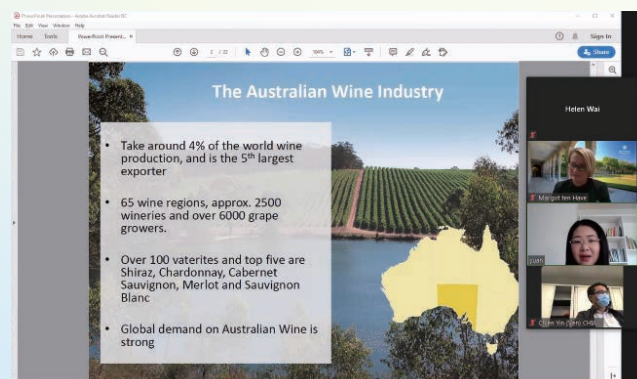 PowerPoint Presentation - Adobe Acrobat Reader DC
File Edit View Window Help
Home Tools PowerPoint Present... ×
Sign In
2 / 22
Share
The Australian Wine Industry
• Take around 4% of the world wine
production, and is the 5th largest
exporter
• 65 wine regions, approx. 2500
wineries and over 6000 grape
growers.
• Over 100 vaterites and top five are
Shiraz, Chardonnay, Cabernet
Sauvignon, Merlot and Sauvignon
Blanc
• Global demand on Australian Wine is
strong
Helen Wai
Margot ten Have
yuan